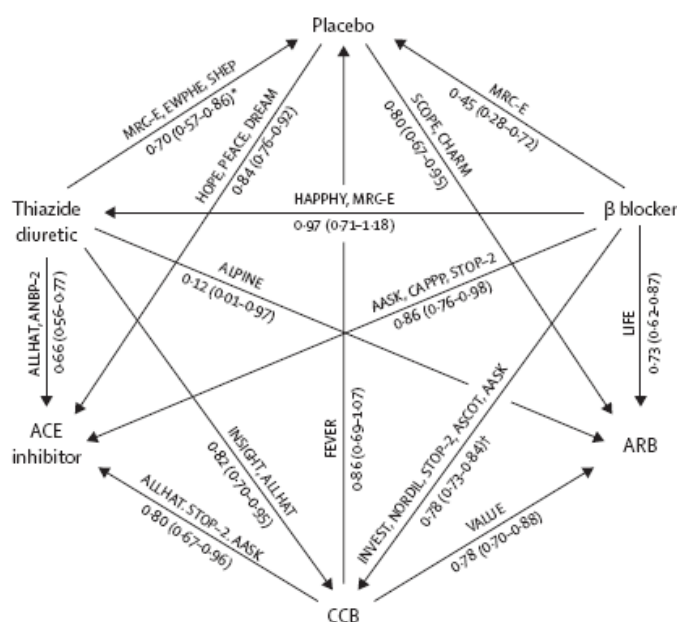 Placebo
MRC-E, EWPHE, SHEP
0·70 (0·57–0·86)*
HOPE, PEACE, DREAM
0·84 (0·76–0·92)
SCOPE, CHARM
0·80 (0·67–0·95)
MRC-E
0·45 (0·28–0·72)
Thiazide
diuretic
HAPPHY, MRC-E
0·97 (0·71–1·18)
β blocker
ALLHAT, ANBP-2
0·66 (0·56–0·77)
ALPINE
0·12 (0·01–0·97)
AASK, CAPPP, STOP-2
0·86 (0·76–0·98)
LIFE
0·73 (0·62–0·87)
ACE
inhibitor
INSIGHT, ALLHAT
0·82 (0·70–0·95)
FEVER
0·86 (0·69–1·07)
INVEST, NORDIL, STOP-2, ASCOT, AASK
0·78 (0·73–0·84)†
ARB
ALLHAT, STOP-2, AASK
0·80 (0·67–0·96)
VALUE
0·78 (0·70–0·88)
CCB